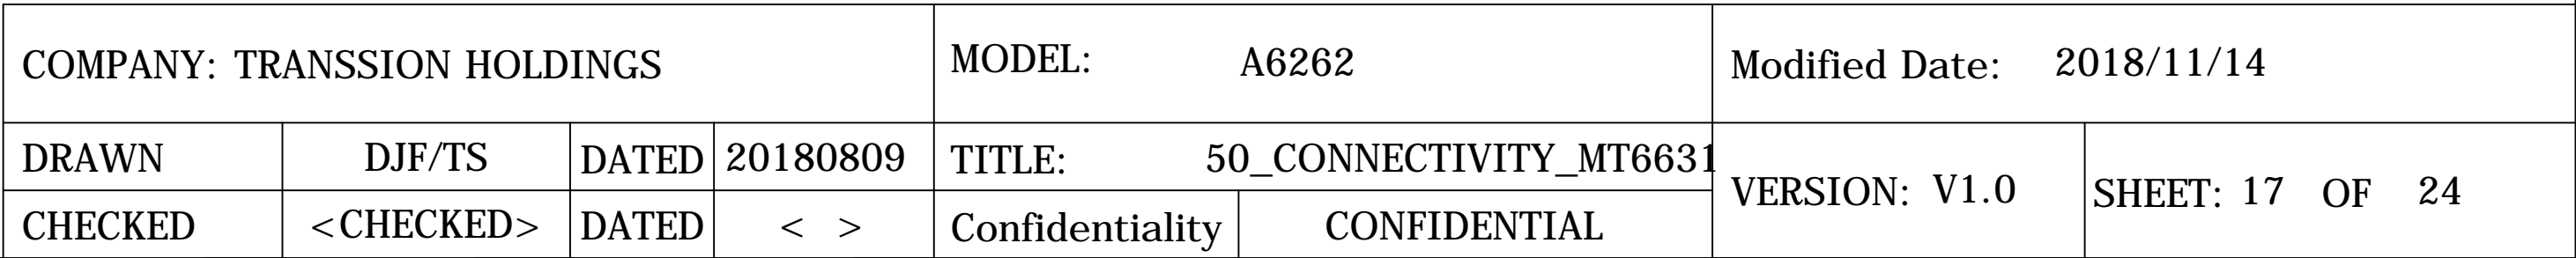 COMPANY: TRANSSION HOLDINGS MODEL: A6262 Modified Date: 2018/11/14
DRAWN DJF/TS DATED 20180809 TITLE: 50_CONNECTIVITY_MT6631
VERSION: V1.0 SHEET: 17 OF 24
CHECKED <CHECKED> DATED < > Confidentiality CONFIDENTIAL